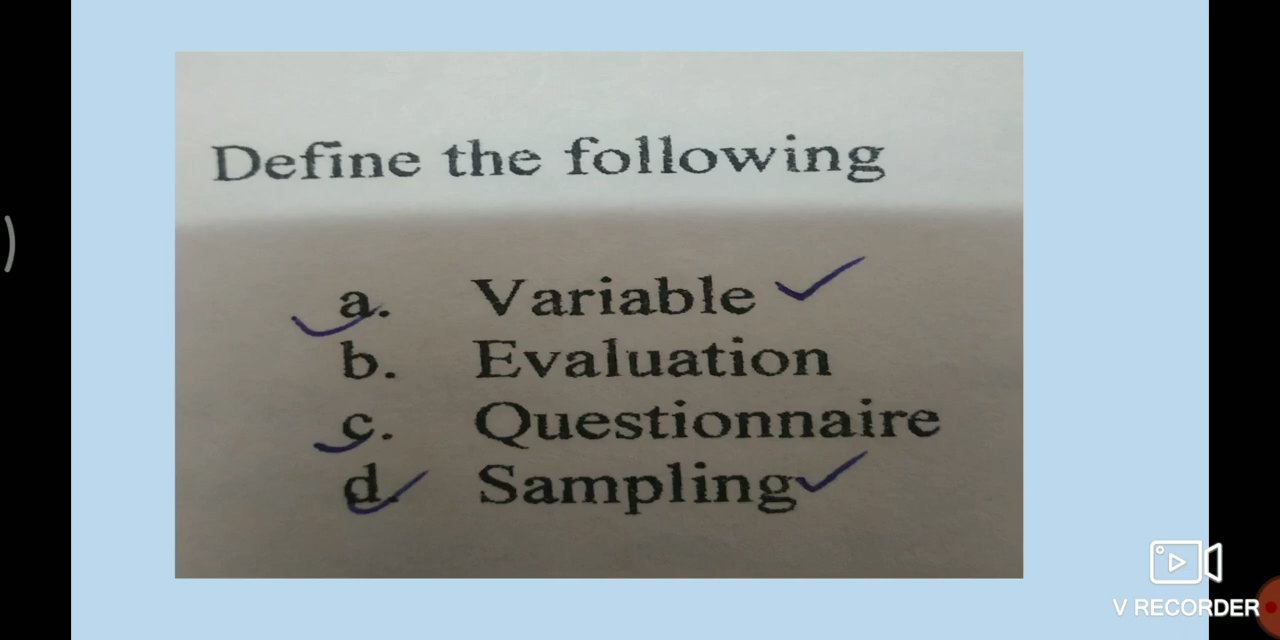 Define the following
a. Variable
b. Evaluation
c. Questionnaire
d. Sampling
V RECORDER